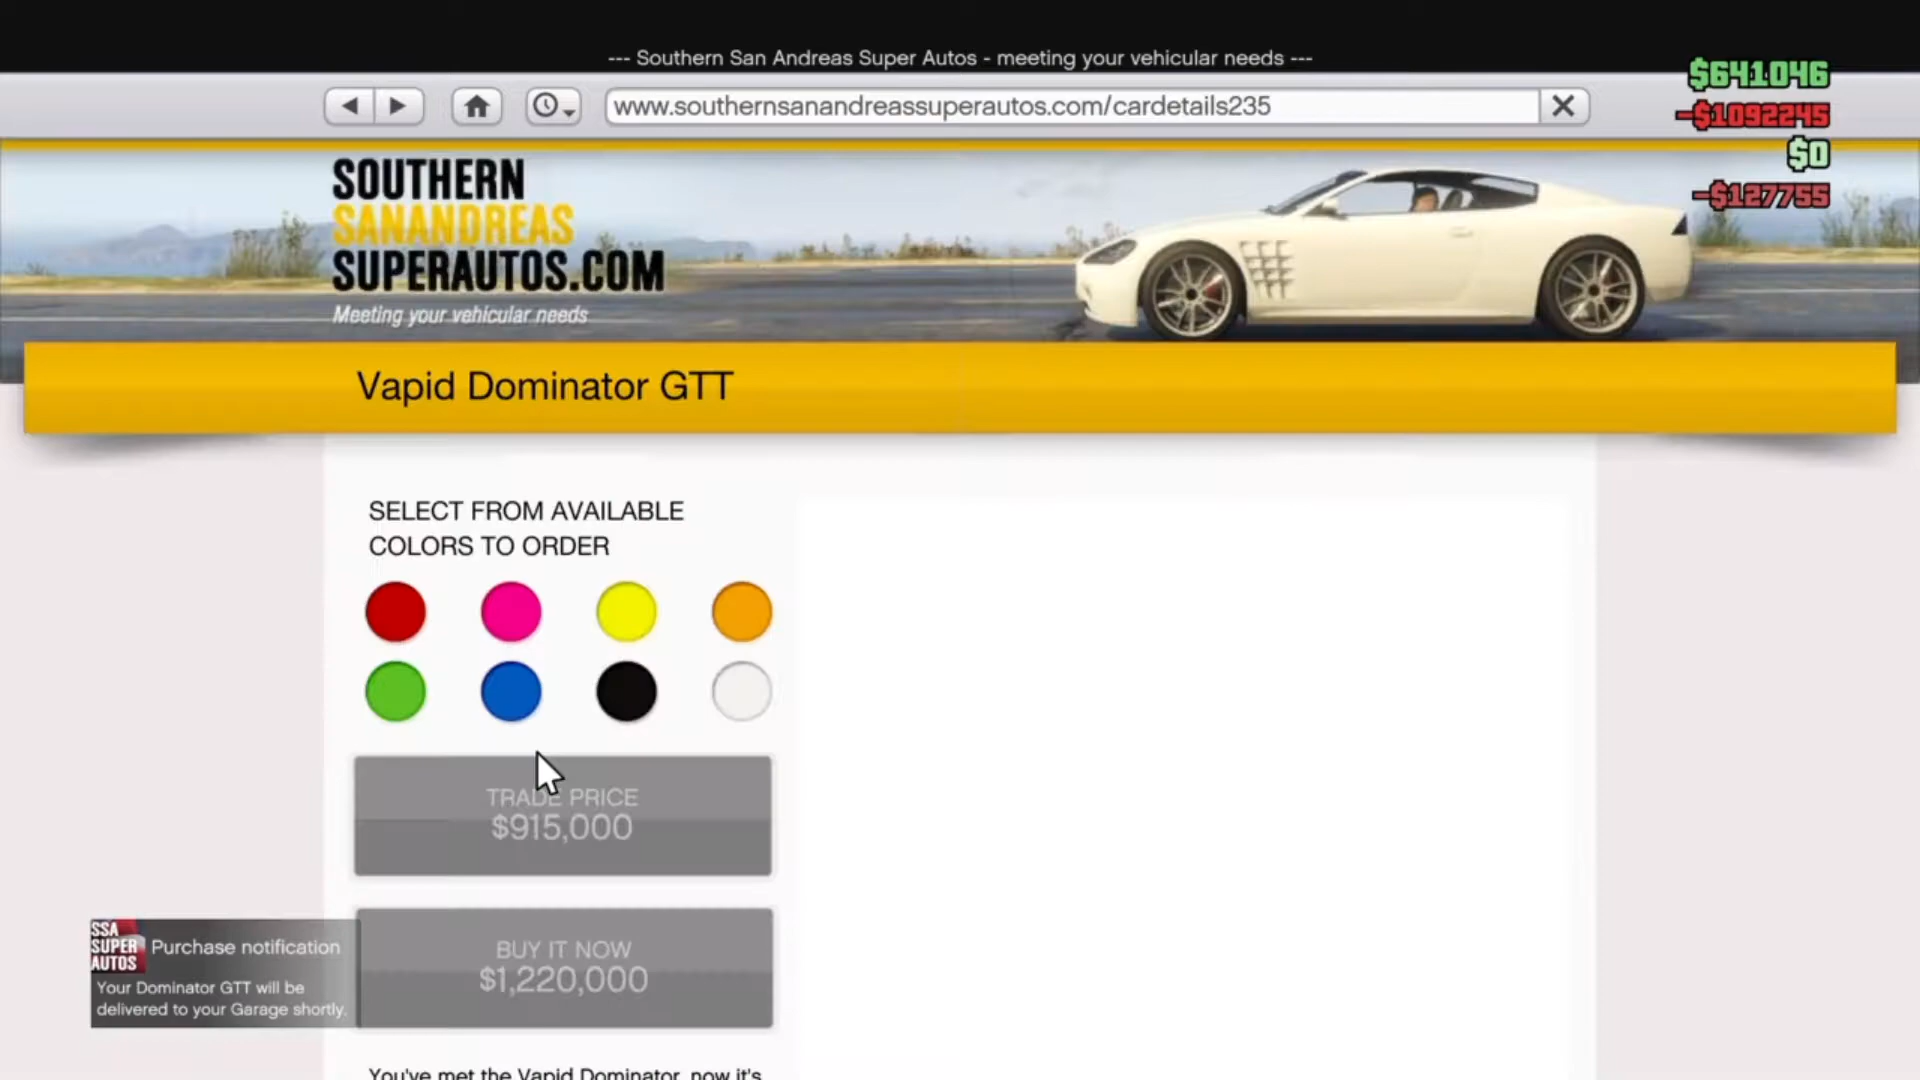 --- Southern San Andreas Super Autos - meeting your vehicular needs ---
www.southernsanandreassuperautos.com/cardetails235
$641046
-$1092245
$0
-$127755
SOUTHERN
SANANDREAS
SUPERAUTOS.COM
Meeting your vehicular needs
Vapid Dominator GTT
SELECT FROM AVAILABLE
COLORS TO ORDER
TRADE PRICE
$915,000
BUY IT NOW
$1,220,000
SSA
SUPER
AUTOS
Purchase notification
Your Dominator GTT will be
delivered to your Garage shortly.
You've met the Vapid Dominator, now it's